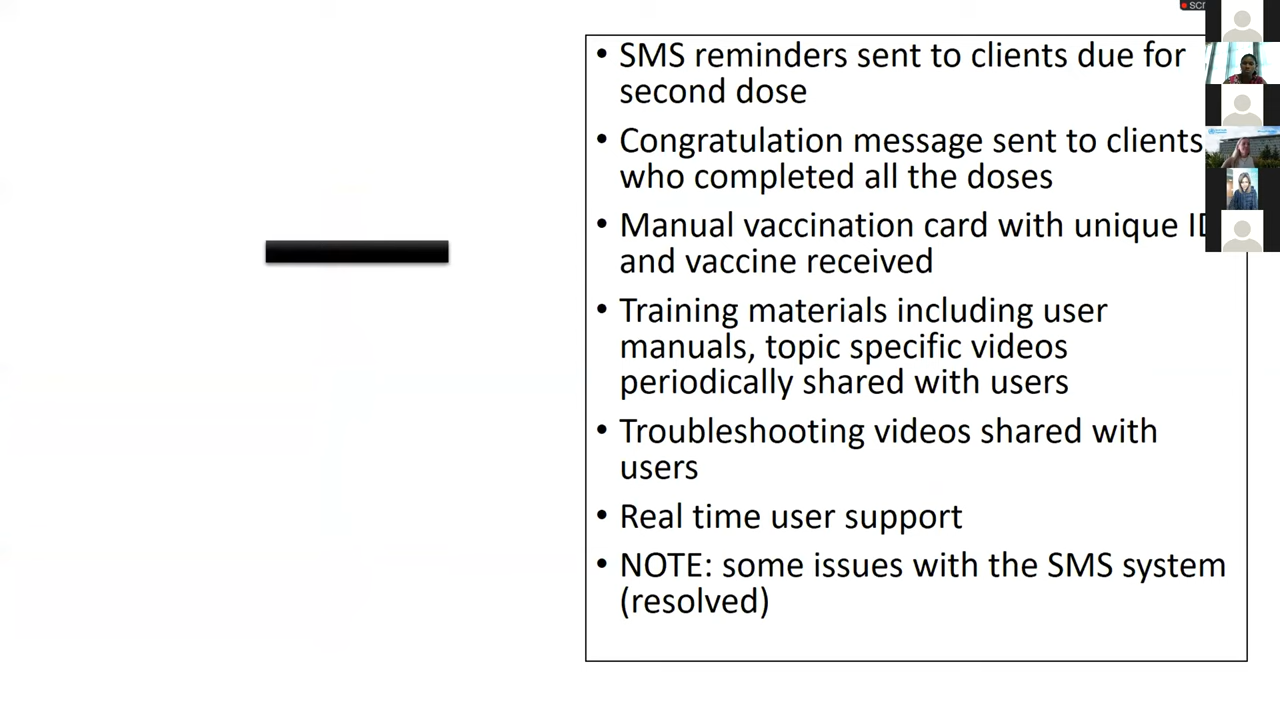 • SMS reminders sent to clients due for
second dose
• Congratulation message sent to clients
who completed all the doses
• Manual vaccination card with unique ID
and vaccine received
• Training materials including user
manuals, topic specific videos
periodically shared with users
• Troubleshooting videos shared with
users
• Real time user support
• NOTE: some issues with the SMS system
(resolved)